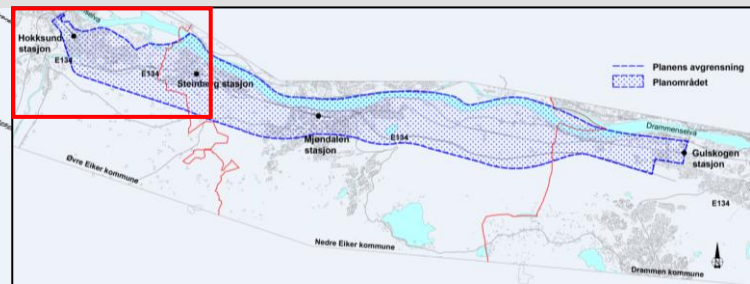 Hokksund
stasjon
E134
E134
Steinberg stasjon
Planens avgrensning
Planområdet
Mjøndalen
stasjon
E134
Drammenselva
Gulskogen
stasjon
E134
Øvre Eiker kommune
Nedre Eiker kommune
Drammen kommune
N